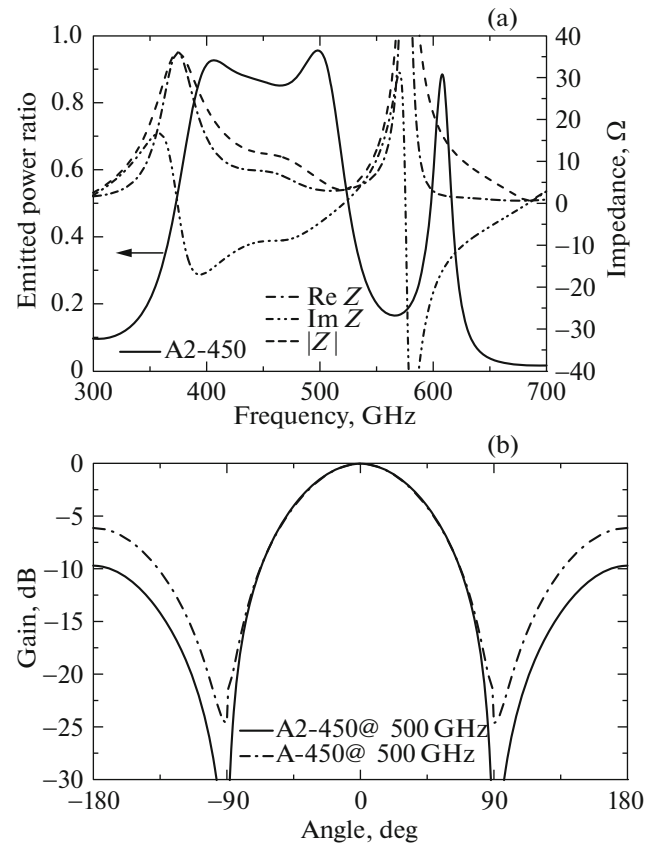 (a)
1.0
0.8
0.6
0.4
0.2
0
Emitted power ratio
40
30
20
10
0
–10
–20
–30
–40
Impedance, Ω
Re Z
Im Z
|Z|
A2-450
300 400 500 600 700
Frequency, GHz
(b)
0
–5
–10
–15
–20
–25
–30
Gain, dB
A2-450@ 500 GHz
A-450@ 500 GHz
–180 –90 0 90 180
Angle, deg